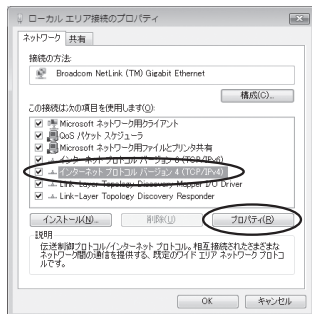 ローカル エリア接続のプロパティ
ネットワーク 共有
接続の方法:
Broadcom NetLink (TM) Gigabit Ethernet
構成(C)...
この接続は次の項目を使用します(O):
Microsoft ネットワーク用クライアント
QoS パケット スケジューラ
Microsoft ネットワーク用ファイルとプリンタ共有
インターネット プロトコル バージョン 6 (TCP/IPv6)
インターネット プロトコル バージョン 4 (TCP/IPv4)
Link-Layer Topology Discovery Mapper I/O Driver
Link-Layer Topology Discovery Responder
インストール(N)... 削除(U) プロパティ(R)
説明
伝送制御プロトコル/インターネット プロトコル。相互接続されたさまざまな
ネットワーク間の通信を提供する、既定のワイド エリア ネットワーク プロトコ
ルです。
OK キャンセル